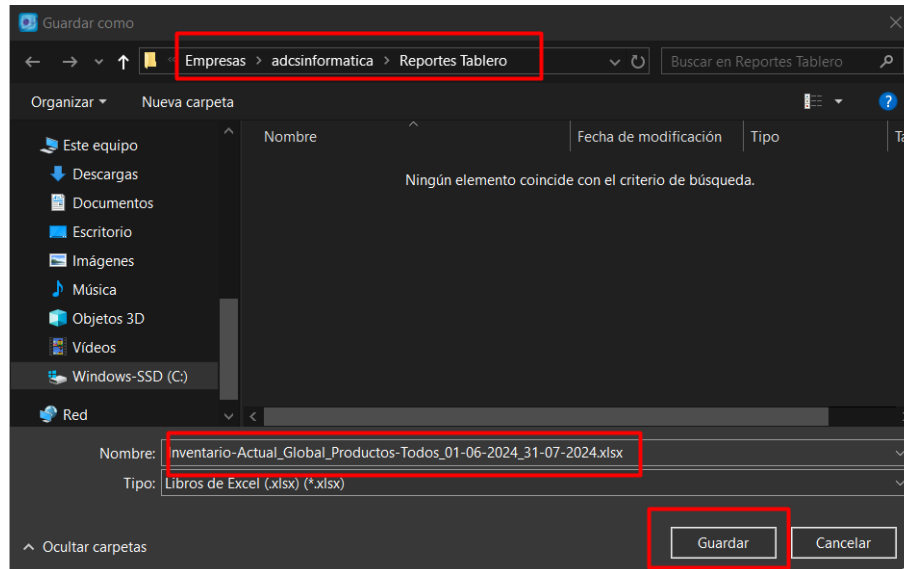 Guardar como
Empresas > adcsinformatica > Reportes Tablero
Buscar en Reportes Tablero
Organizar
Nueva carpeta
Nombre
Fecha de modificación
Tipo
Ningún elemento coincide con el criterio de búsqueda.
Este equipo
Descargas
Documentos
Escritorio
Imágenes
Música
Objetos 3D
Vídeos
Windows-SSD (C:)
Red
Nombre: Inventario-Actual_Global_Productos-Todos_01-06-2024_31-07-2024.xlsx
Tipo: Libros de Excel (.xlsx) (*.xlsx)
Ocultar carpetas
Guardar
Cancelar